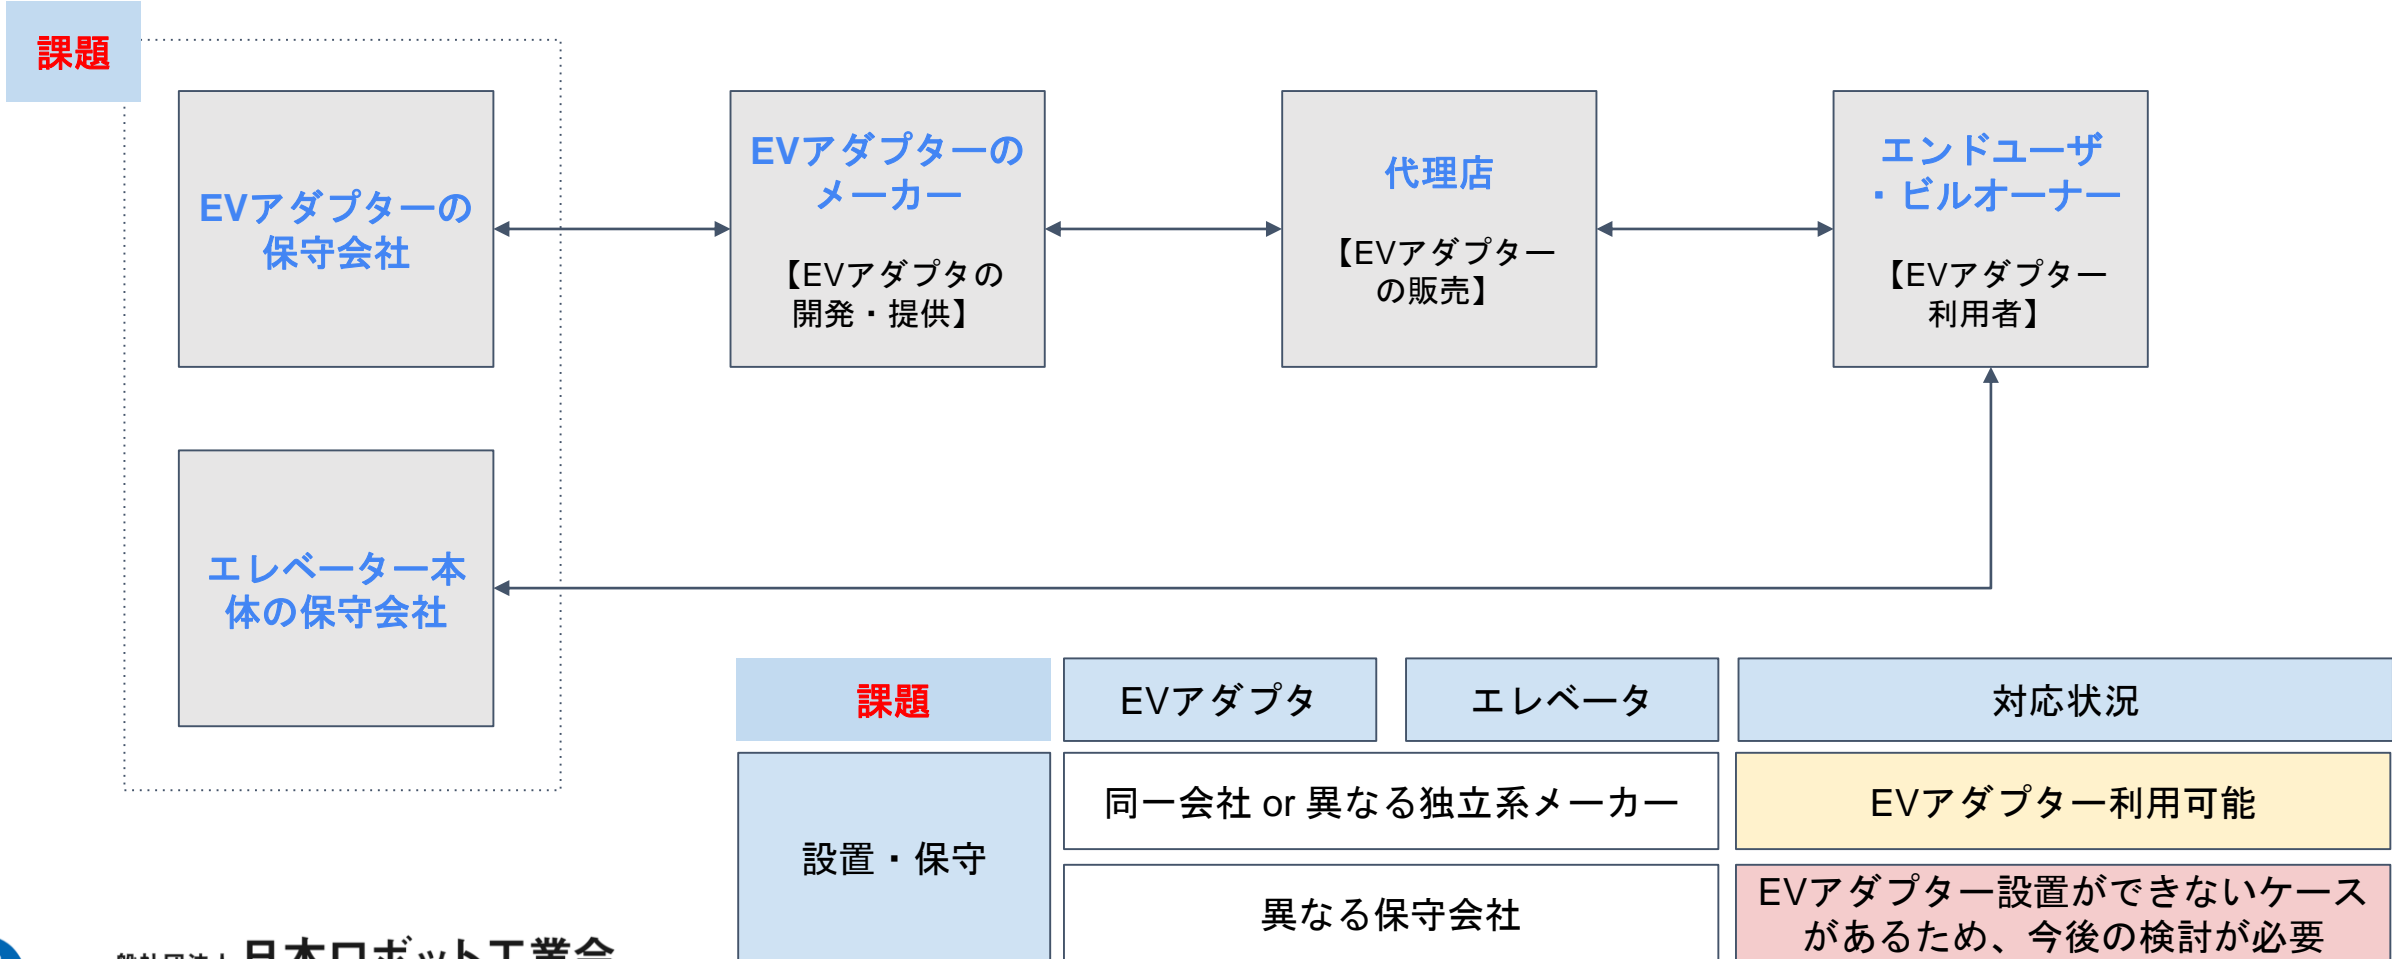 課題
EVアダプターの
保守会社
EVアダプターの
メーカー
【EVアダプタの
開発・提供】
代理店
【EVアダプター
の販売】
エンドユーザ
・ビルオーナー
【EVアダプター
利用者】
エレベーター本
体の保守会社
課題
EVアダプタ
エレベータ
対応状況
設置・保守
同一会社 or 異なる独立系メーカー
EVアダプター利用可能
異なる保守会社
EVアダプター設置ができないケース
があるため、今後の検討が必要
一般社団法人 日本ロボット工業会